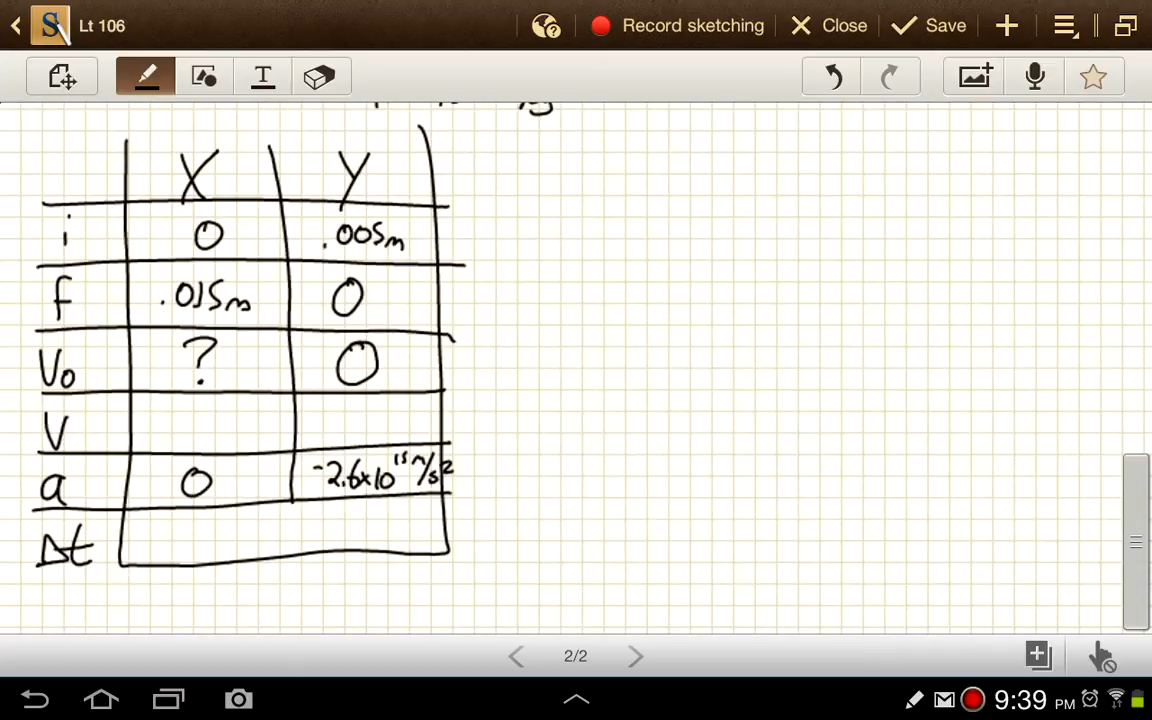 S Lt 106 Record sketching Close Save
T
X Y
i 0 .005m
f .015m 0
Vo ? 0
V
a 0 -2.6x10^15 m/s^2
Δt
2/2
9:39 PM